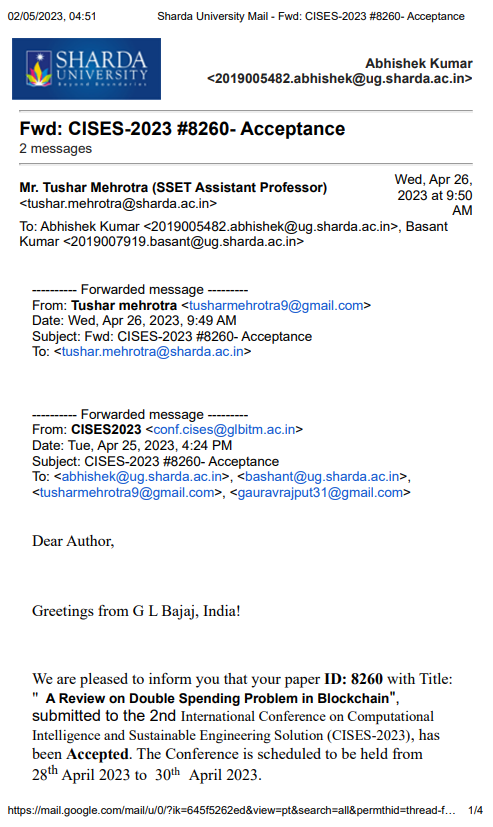 02/05/2023, 04:51 Sharda University Mail - Fwd: CISES-2023 #8260- Acceptance
SHARDA
UNIVERSITY
Beyond Boundaries
Abhishek Kumar
<2019005482.abhishek@ug.sharda.ac.in>
Fwd: CISES-2023 #8260- Acceptance
2 messages
Mr. Tushar Mehrotra (SSET Assistant Professor)
<tushar.mehrotra@sharda.ac.in>
Wed, Apr 26,
2023 at 9:50
AM
To: Abhishek Kumar <2019005482.abhishek@ug.sharda.ac.in>, Basant
Kumar <2019007919.basant@ug.sharda.ac.in>
---------- Forwarded message ---------
From: Tushar mehrotra <tusharmehrotra9@gmail.com>
Date: Wed, Apr 26, 2023, 9:49 AM
Subject: Fwd: CISES-2023 #8260- Acceptance
To: <tushar.mehrotra@sharda.ac.in>
---------- Forwarded message ---------
From: CISES2023 <conf.cises@glbitm.ac.in>
Date: Tue, Apr 25, 2023, 4:24 PM
Subject: CISES-2023 #8260- Acceptance
To: <abhishek@ug.sharda.ac.in>, <bashant@ug.sharda.ac.in>,
<tusharmehrotra9@gmail.com>, <gauravrajput31@gmail.com>
Dear Author,
Greetings from G L Bajaj, India!
We are pleased to inform you that your paper ID: 8260 with Title:
" A Review on Double Spending Problem in Blockchain",
submitted to the 2nd International Conference on Computational
Intelligence and Sustainable Engineering Solution (CISES-2023), has
been Accepted. The Conference is scheduled to be held from
28th April 2023 to 30th April 2023.
https://mail.google.com/mail/u/0/?ik=645f5262ed&view=pt&search=all&permthid=thread-f… 1/4